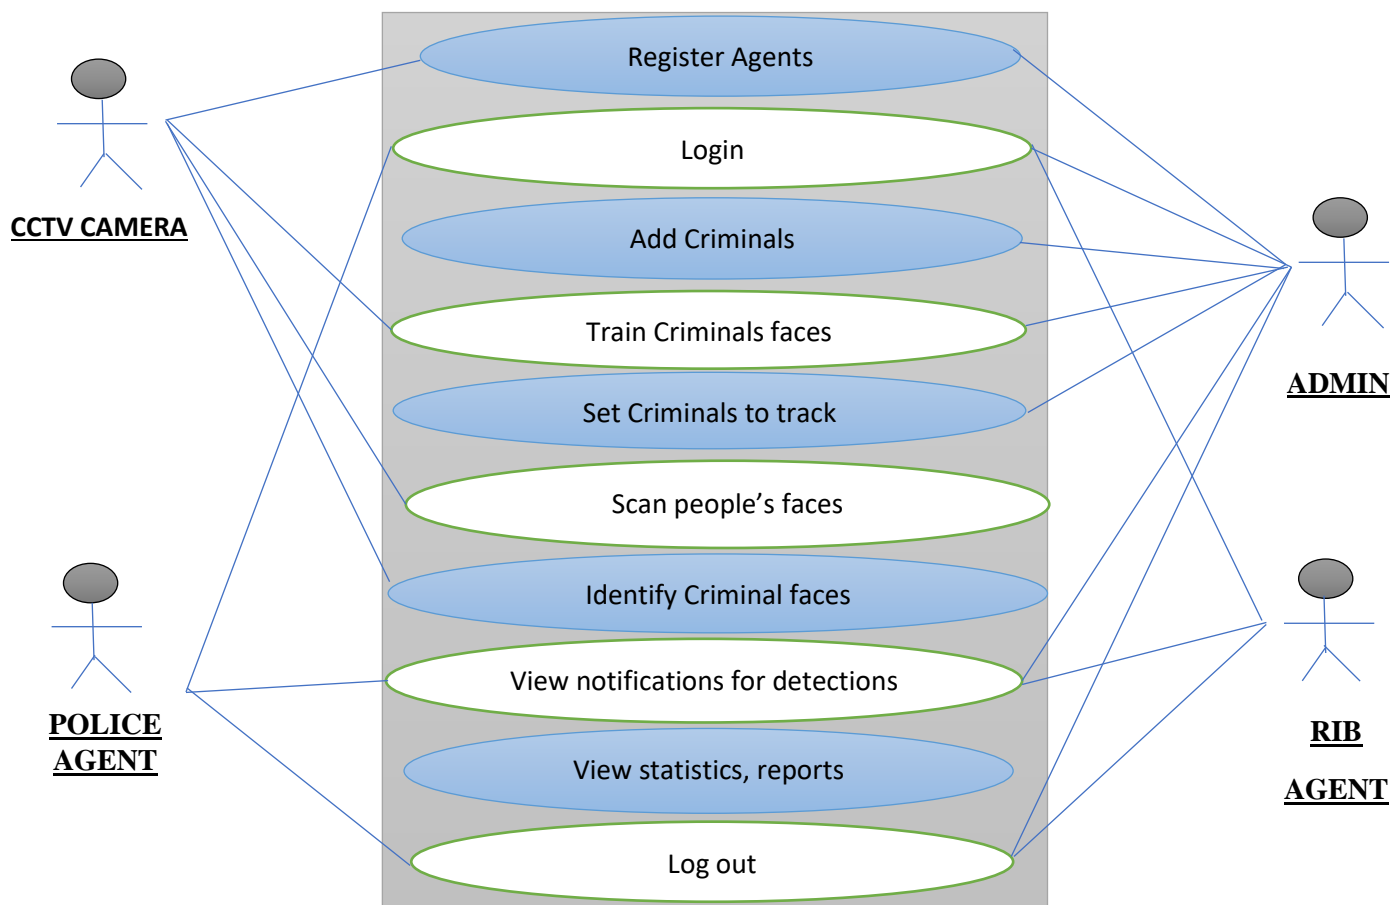 Register Agents
Login
CCTV CAMERA
Add Criminals
Train Criminals faces
ADMIN
Set Criminals to track
Scan people’s faces
Identify Criminal faces
View notifications for detections
POLICE
AGENT
RIB
AGENT
View statistics, reports
Log out